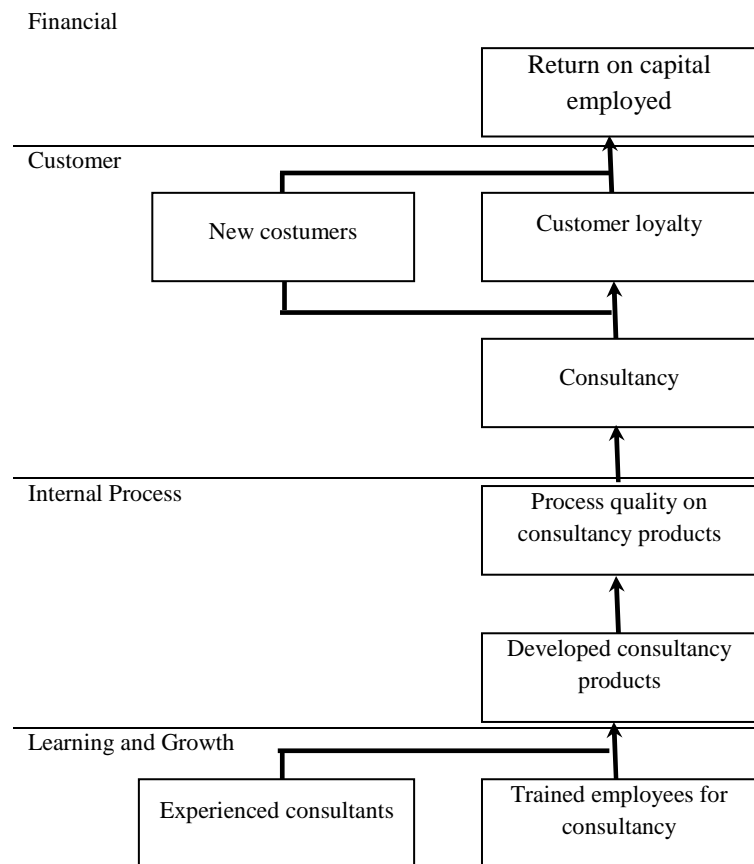 Financial
Return on capital
employed
Customer
New costumers
Customer loyalty
Consultancy
Internal Process
Process quality on
consultancy products
Developed consultancy
products
Learning and Growth
Experienced consultants
Trained employees for
consultancy